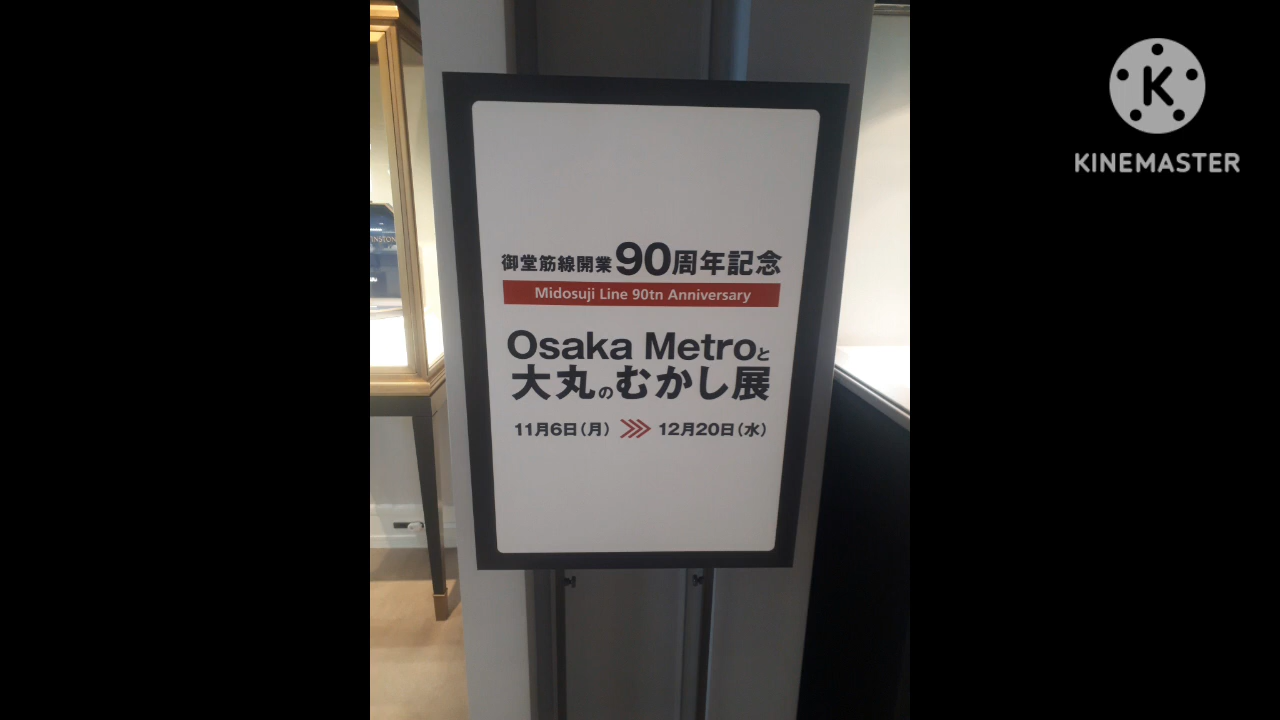 御堂筋線開業90周年記念
Midosuji Line 90tn Anniversary
Osaka Metroと
大丸のむかし展
11月6日(月) 12月20日(水)
K
KINEMASTER